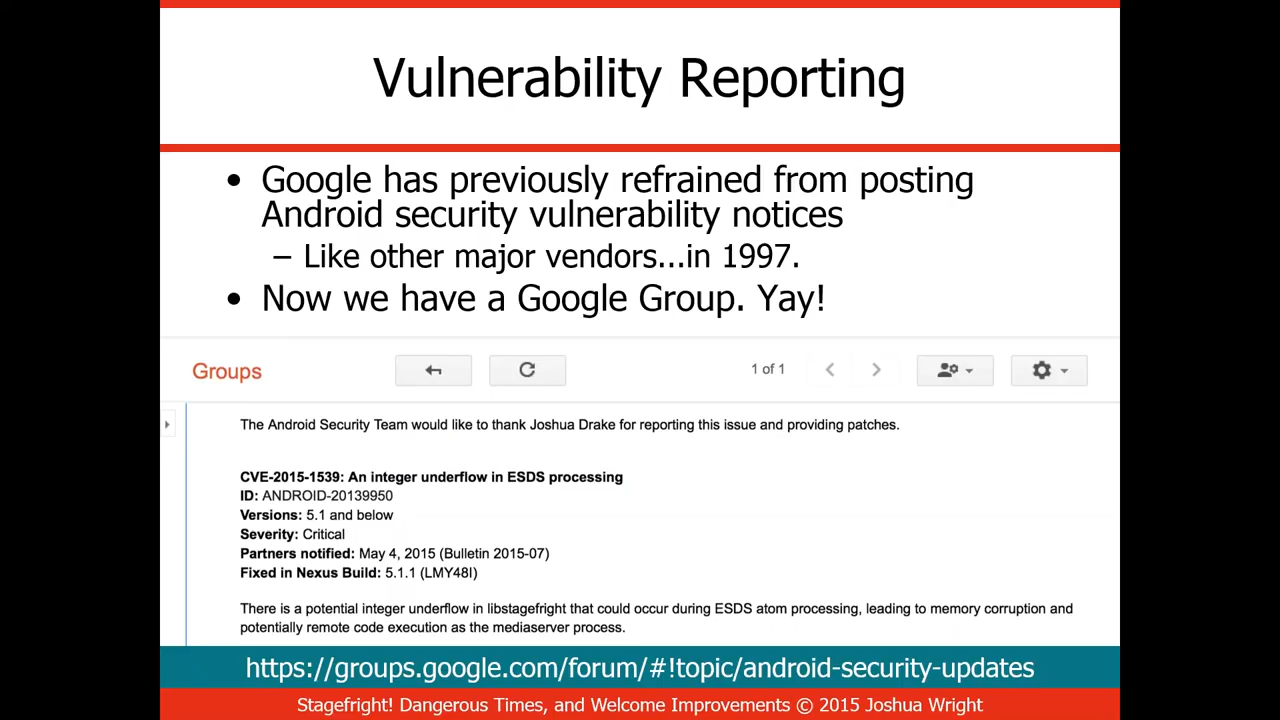 Vulnerability Reporting
• Google has previously refrained from posting
Android security vulnerability notices
– Like other major vendors...in 1997.
• Now we have a Google Group. Yay!
Groups
1 of 1
The Android Security Team would like to thank Joshua Drake for reporting this issue and providing patches.
CVE-2015-1539: An integer underflow in ESDS processing
ID: ANDROID-20139950
Versions: 5.1 and below
Severity: Critical
Partners notified: May 4, 2015 (Bulletin 2015-07)
Fixed in Nexus Build: 5.1.1 (LMY48I)
There is a potential integer underflow in libstagefright that could occur during ESDS atom processing, leading to memory corruption and
potentially remote code execution as the mediaserver process.
https://groups.google.com/forum/#!topic/android-security-updates
Stagefright! Dangerous Times, and Welcome Improvements © 2015 Joshua Wright